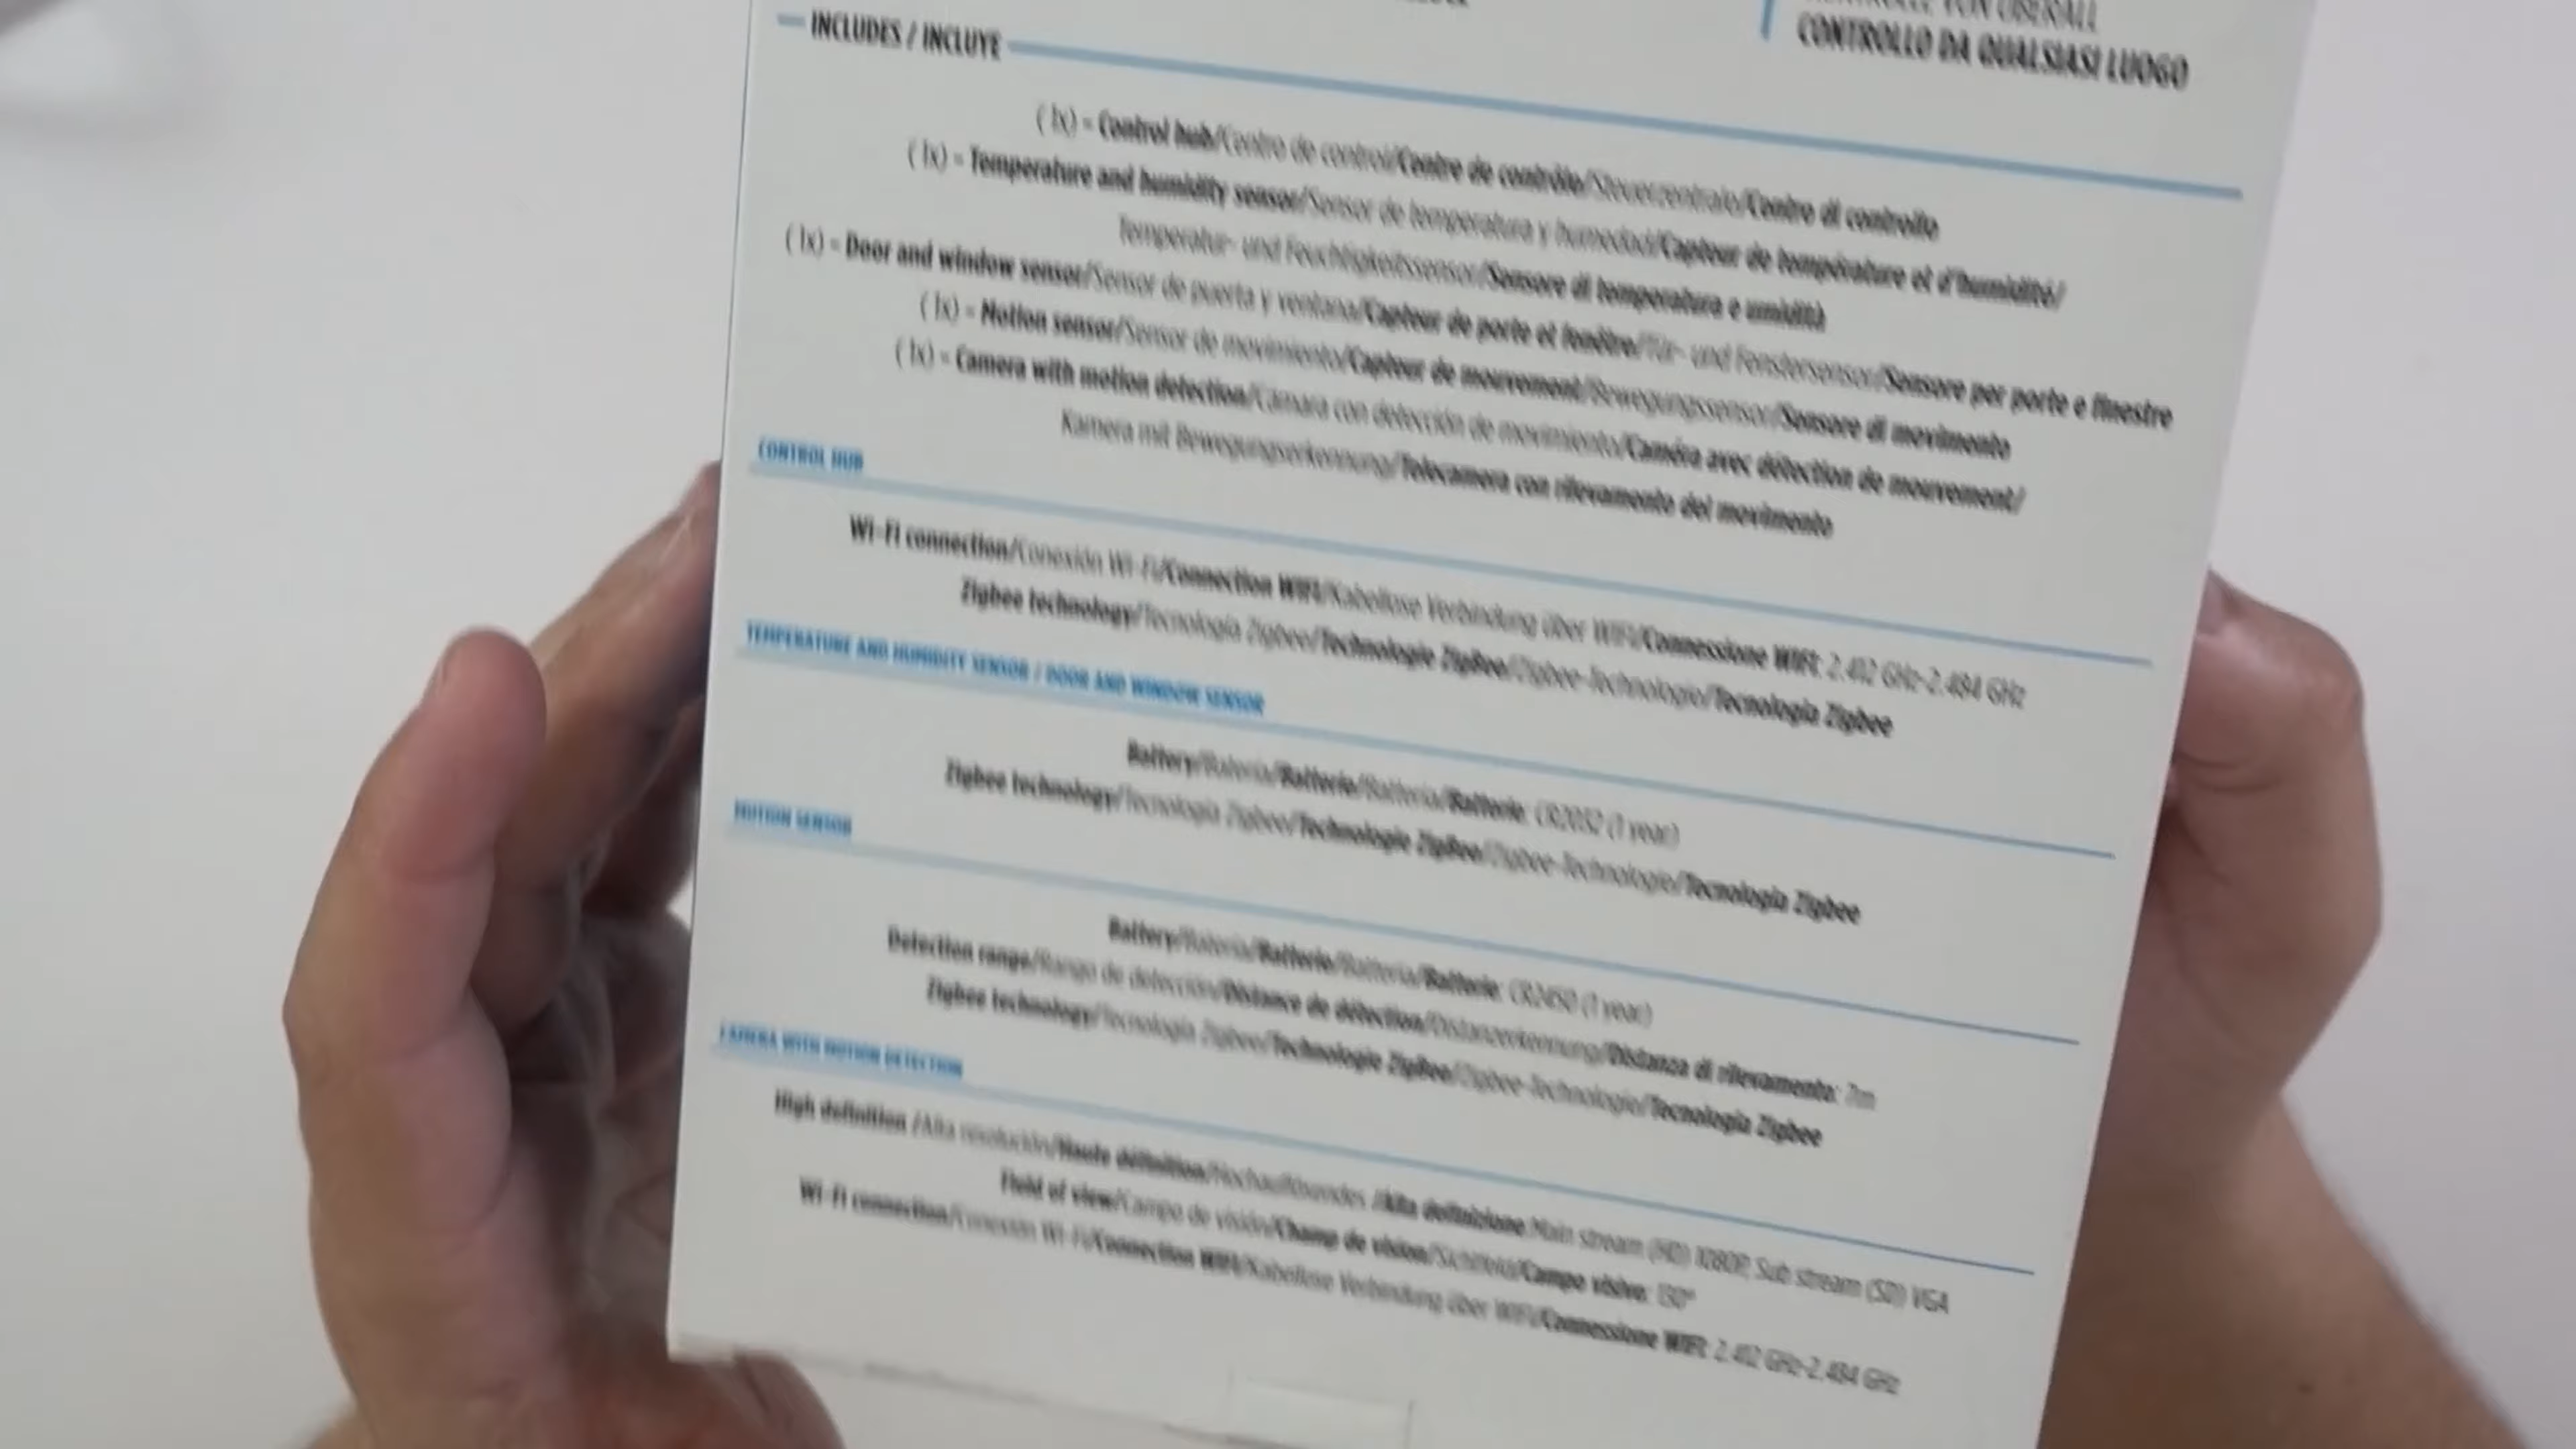 KONTROLLE VON ÜBERALL
CONTROLLO DA QUALSIASI LUOGO
INCLUDES / INCLUYE
(1x) - Control hub/Centro de control/Centre de contrôle/Steuerzentrale/Centro di controllo
(1x) - Temperature and humidity sensor/Sensor de temperatura y humedad/Capteur de température et d'humidité/
Temperatur- und Feuchtigkeitssensor/Sensore di temperatura e umidità
(1x) - Door and window sensor/Sensor de puerta y ventana/Capteur de porte et fenêtre/Tür- und Fenstersensor/Sensore per porte e finestre
(1x) - Motion sensor/Sensor de movimiento/Capteur de mouvement/Bewegungssensor/Sensore di movimento
(1x) - Camera with motion detection/Cámara con detección de movimiento/Caméra avec détection de mouvement/
Kamera mit Bewegungserkennung/Telecamera con rilevamento del movimento
CONTROL HUB
Wi-Fi connection/Conexión Wi-Fi/Connection WIFI/Kabellose Verbindung über WIFI/Connessione WIFI: 2.412 GHz-2.484 GHz
Zigbee technology/Tecnología Zigbee/Technologie ZigBee/Zigbee-Technologie/Tecnologia Zigbee
TEMPERATURE AND HUMIDITY SENSOR / DOOR AND WINDOW SENSOR
Battery/Batería/Batterie/Batterie/Batterie: CR2032 (1 year)
Zigbee technology/Tecnología Zigbee/Technologie ZigBee/Zigbee-Technologie/Tecnologia Zigbee
MOTION SENSOR
Battery/Batería/Batterie/Batterie/Batterie: CR2450 (1 year)
Detection range/Rango de detección/Distance de détection/Distanzerkennung/Distanza di rilevamento: 7m
Zigbee technology/Tecnología Zigbee/Technologie ZigBee/Zigbee-Technologie/Tecnologia Zigbee
CAMERA WITH MOTION DETECTION
High definition /Alta resolución/Haute définition/Hochauflösendes /Alta definizione:Main stream (HD) 1080P, Sub stream (SD) VGA
Field of view/Campo de visión/Champ de vision/Sichtfeld/Campo visivo: 130°
Wi-Fi connection/Conexión Wi-Fi/Connection WIFI/Kabellose Verbindung über WIFI/Connessione WIFI: 2.412 GHz-2.484 GHz